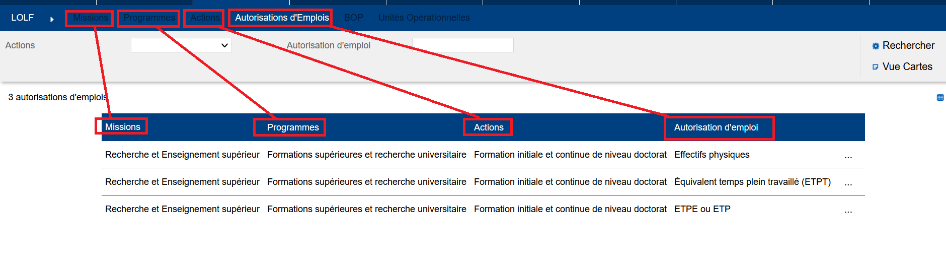 LOLF Missions Programmes Actions Autorisations d'Emplois BOP Unités Opérationnelles
Actions Autorisation d'emploi Rechercher
Vue Cartes
3 autorisations d'emplois
Missions Programmes Actions Autorisation d'emploi
Recherche et Enseignement supérieur Formations supérieures et recherche universitaire Formation initiale et continue de niveau doctorat Effectifs physiques ...
Recherche et Enseignement supérieur Formations supérieures et recherche universitaire Formation initiale et continue de niveau doctorat Équivalent temps plein travaillé (ETPT) ...
Recherche et Enseignement supérieur Formations supérieures et recherche universitaire Formation initiale et continue de niveau doctorat ETPE ou ETP ...